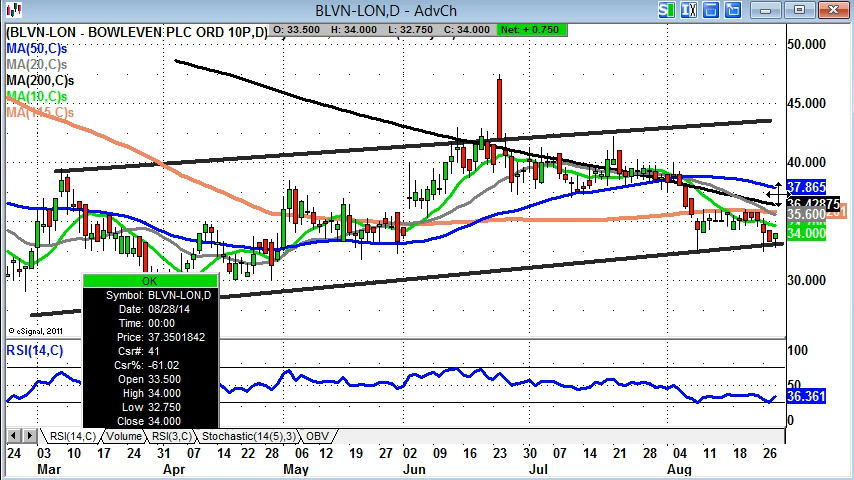 BLVN-LON,D - AdvCh
(BLVN-LON - BOWLEVEN PLC ORD 10P,D) O: 33.500 H: 34.000 L: 32.750 C: 34.000 Net: + 0.750
MA(50,C)s
MA(20,C)s
MA(200,C)s
MA(10,C)s
MA(145,C)s
50.000
45.000
40.000
37.865
36.42875
35.600
34.000
30.000
© eSignal, 2011
OK
Symbol: BLVN-LON,D
Date: 08/28/14
Time: 00:00
Price: 37.3501842
Csr#: 41
Csr%: -61.02
Open 33.500
High 34.000
Low 32.750
Close 34.000
RSI(14,C)
100
50
36.361
0
RSI(14,C) Volume RSI(3,C) Stochastic(14(5),3) OBV
24 03 10 17 24 01 07 14 22 01 06 12 19 27 02 09 16 23 01 07 14 21 28 04 11 18 26
Mar Apr May Jun Jul Aug